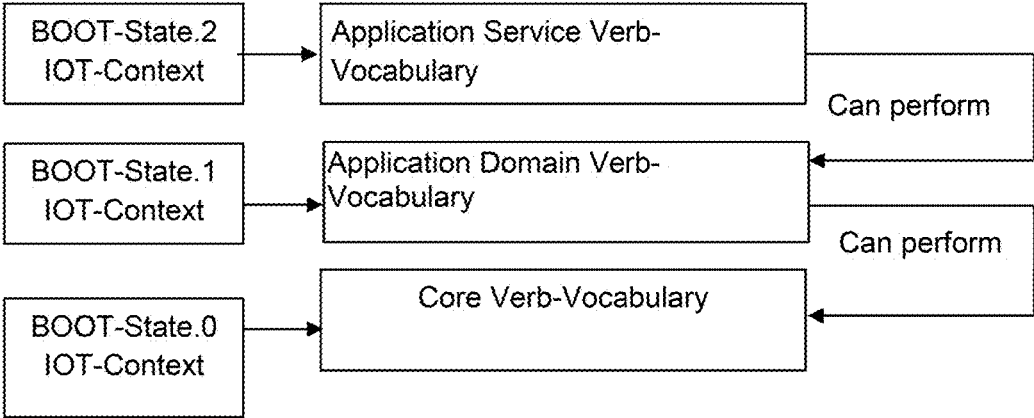 BOOT-State.2
IOT-Context
Application Service Verb-
Vocabulary
Can perform
BOOT-State.1
IOT-Context
Application Domain Verb-
Vocabulary
Can perform
BOOT-State.0
IOT-Context
Core Verb-Vocabulary